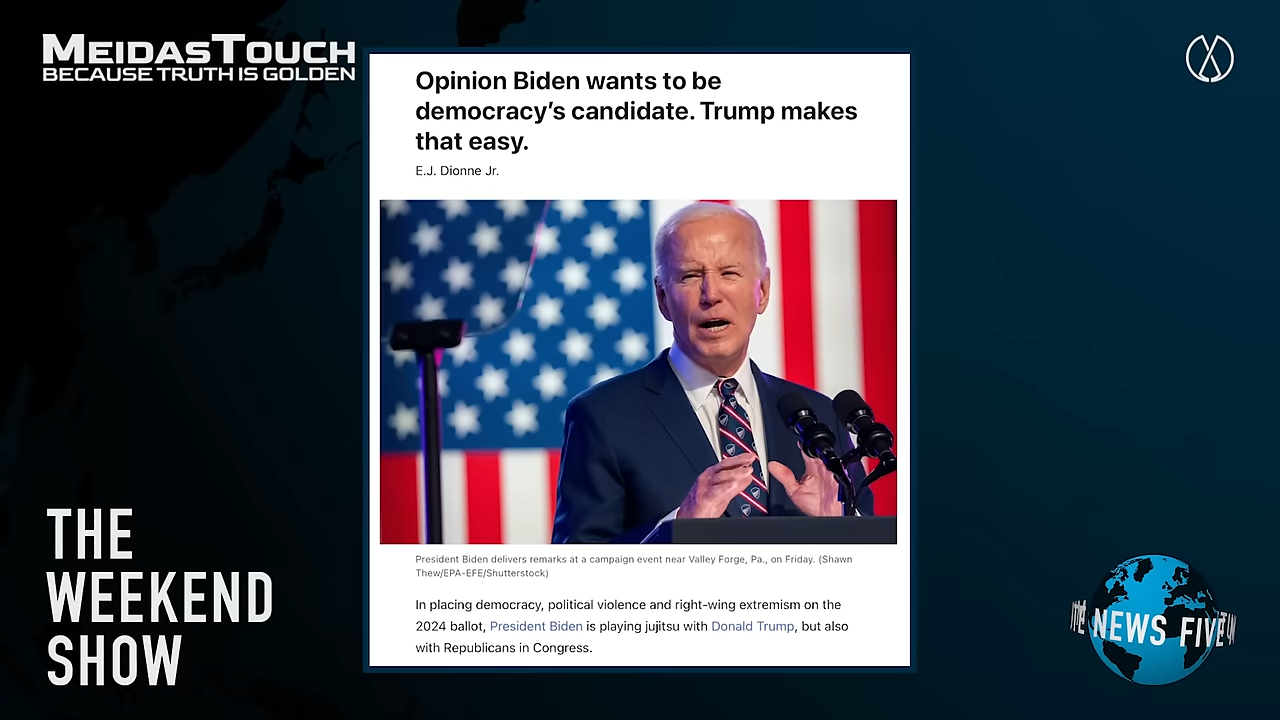 MEIDASTOUCH
BECAUSE TRUTH IS GOLDEN
Opinion Biden wants to be
democracy's candidate. Trump makes
that easy.
E.J. Dionne Jr.
President Biden delivers remarks at a campaign event near Valley Forge, Pa., on Friday. (Shawn
Thew/EPA-EFE/Shutterstock)
In placing democracy, political violence and right-wing extremism on the
2024 ballot, President Biden is playing jujitsu with Donald Trump, but also
with Republicans in Congress.
THE
WEEKEND
SHOW
NEWS FIVE